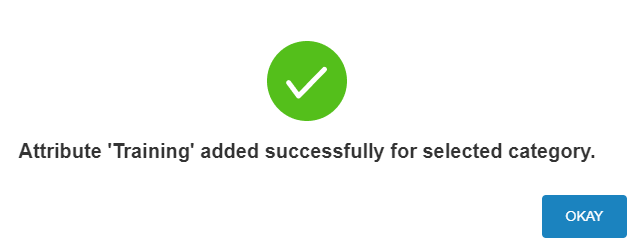 Attribute 'Training' added successfully for selected category.
OKAY